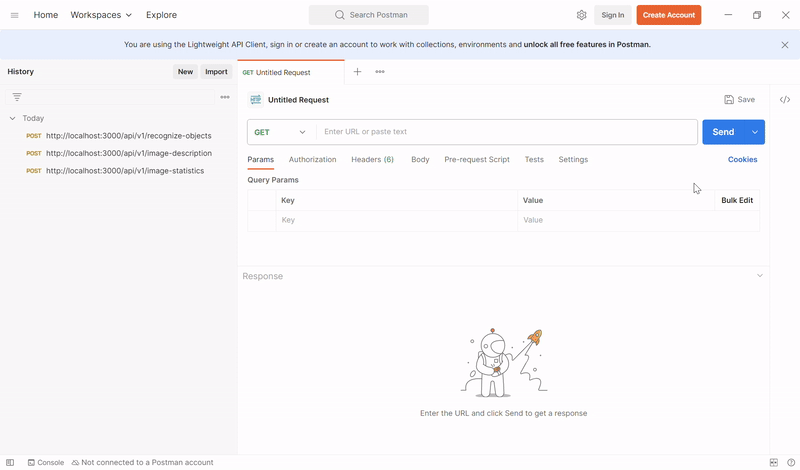 Home Workspaces Explore Search Postman Sign In Create Account
You are using the Lightweight API Client, sign in or create an account to work with collections, environments and unlock all free features in Postman.
History New Import GET Untitled Request
Today
POST http://localhost:3000/api/v1/recognize-objects
POST http://localhost:3000/api/v1/image-description
POST http://localhost:3000/api/v1/image-statistics
HTTP Untitled Request Save
GET Enter URL or paste text Send
Params Authorization Headers (6) Body Pre-request Script Tests Settings Cookies
Query Params
Key Value Bulk Edit
Key Value
Response
Enter the URL and click Send to get a response
Console Not connected to a Postman account